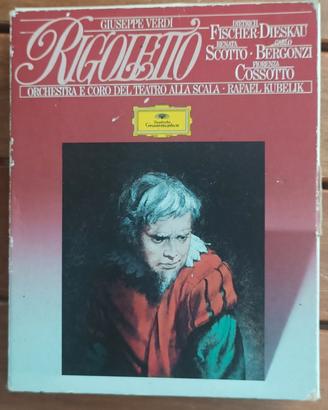 GIUSEPPE VERDI
RIGOLETTO
DIETRICH
FISCHER-DIESKAU
RENATA CARLO
SCOTTO · BERGONZI
FIORENZA
COSSOTTO
ORCHESTRA E CORO DEL TEATRO ALLA SCALA · RAFAEL KUBELIK
Deutsche
Grammophon